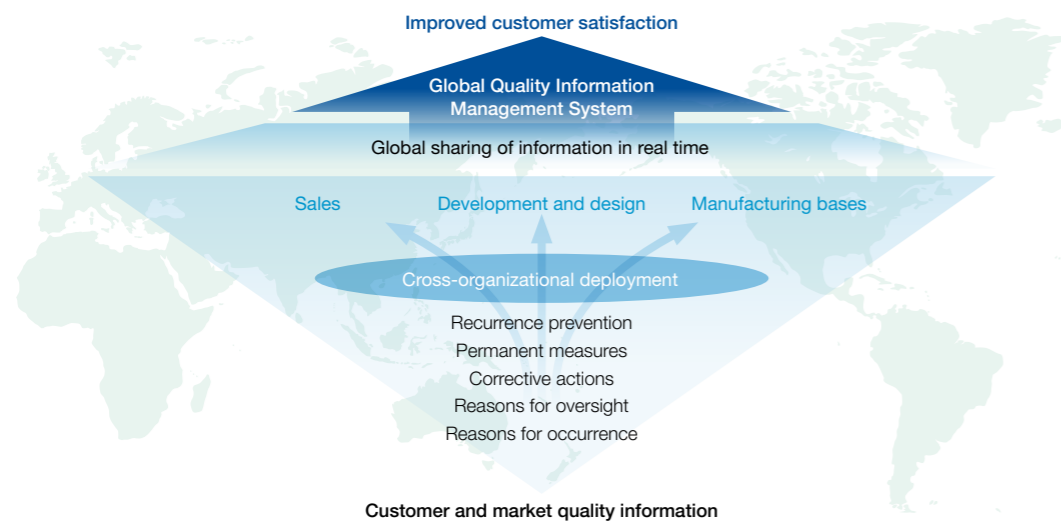 Improved customer satisfaction
Global Quality Information
Management System
Global sharing of information in real time
Sales
Development and design
Manufacturing bases
Cross-organizational deployment
Recurrence prevention
Permanent measures
Corrective actions
Reasons for oversight
Reasons for occurrence
Customer and market quality information